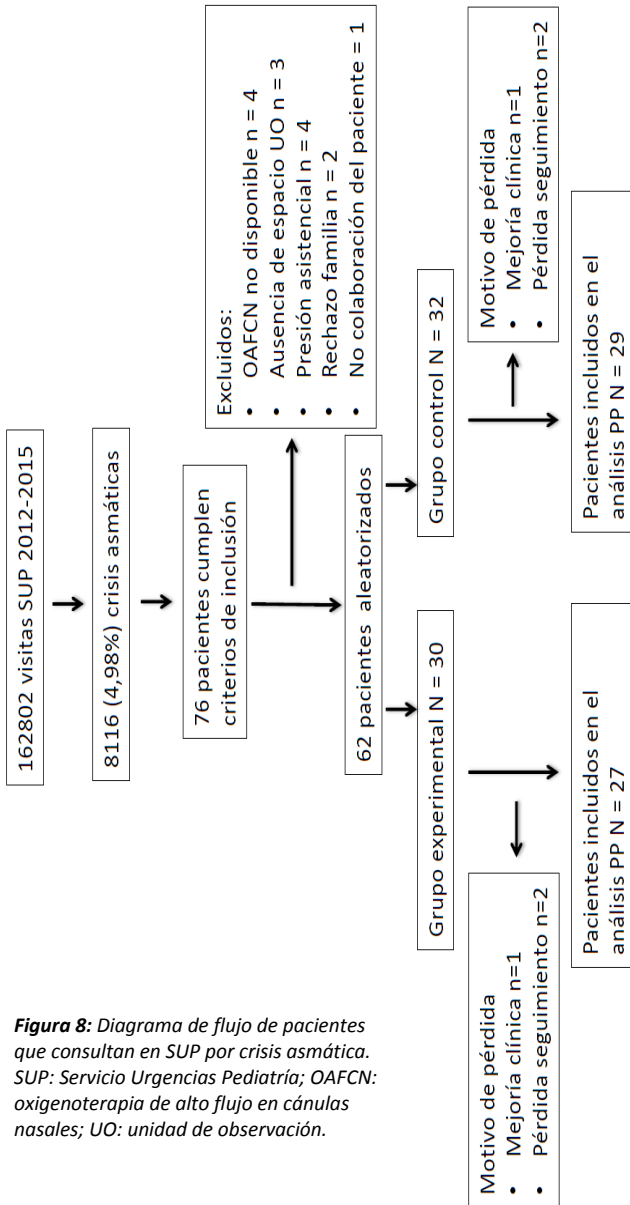 162802 visitas SUP 2012-2015
8116 (4,98%) crisis asmáticas
76 pacientes cumplen
criterios de inclusión
Excluidos:
• OAFCN no disponible n = 4
• Ausencia de espacio UO n = 3
• Presión asistencial n = 4
• Rechazo familia n = 2
• No colaboración del paciente = 1
62 pacientes aleatorizados
Grupo experimental N = 30
Grupo control N = 32
Motivo de pérdida
• Mejoría clínica n=1
• Pérdida seguimiento n=2
Motivo de pérdida
• Mejoría clínica n=1
• Pérdida seguimiento n=2
Pacientes incluidos en el
análisis PP N = 27
Pacientes incluidos en el
análisis PP N = 29
Figura 8: Diagrama de flujo de pacientes
que consultan en SUP por crisis asmática.
SUP: Servicio Urgencias Pediatría; OAFCN:
oxigenoterapia de alto flujo en cánulas
nasales; UO: unidad de observación.